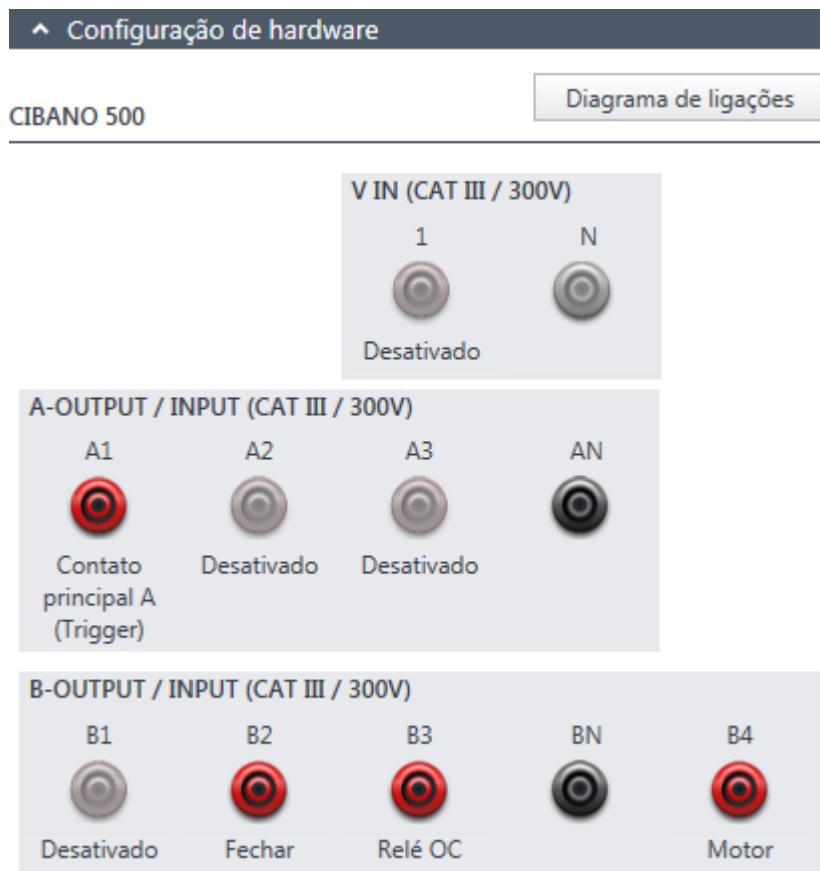 Configuração de hardware
Diagrama de ligações
CIBANO 500
V IN (CAT III / 300V)
1 N
Desativado
A-OUTPUT / INPUT (CAT III / 300V)
A1 A2 A3 AN
Contato Desativado Desativado
principal A
(Trigger)
B-OUTPUT / INPUT (CAT III / 300V)
B1 B2 B3 BN B4
Desativado Fechar Relé OC Motor